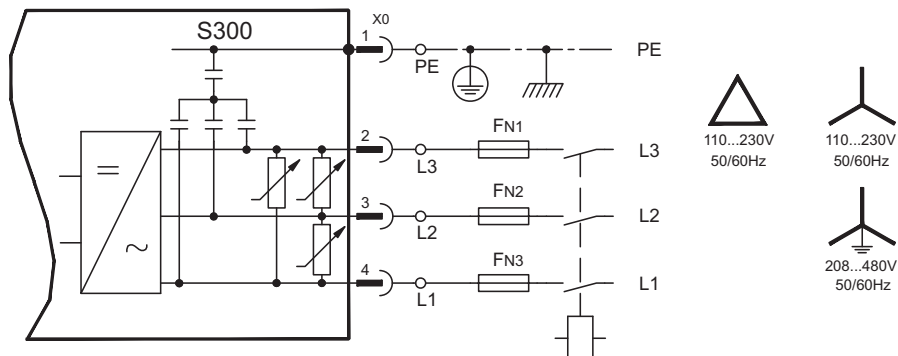 S300
X0
1
PE
PE
2
FN1
L3
L3
3
FN2
L2
L2
4
FN3
L1
L1
110...230V
50/60Hz
110...230V
50/60Hz
208...480V
50/60Hz